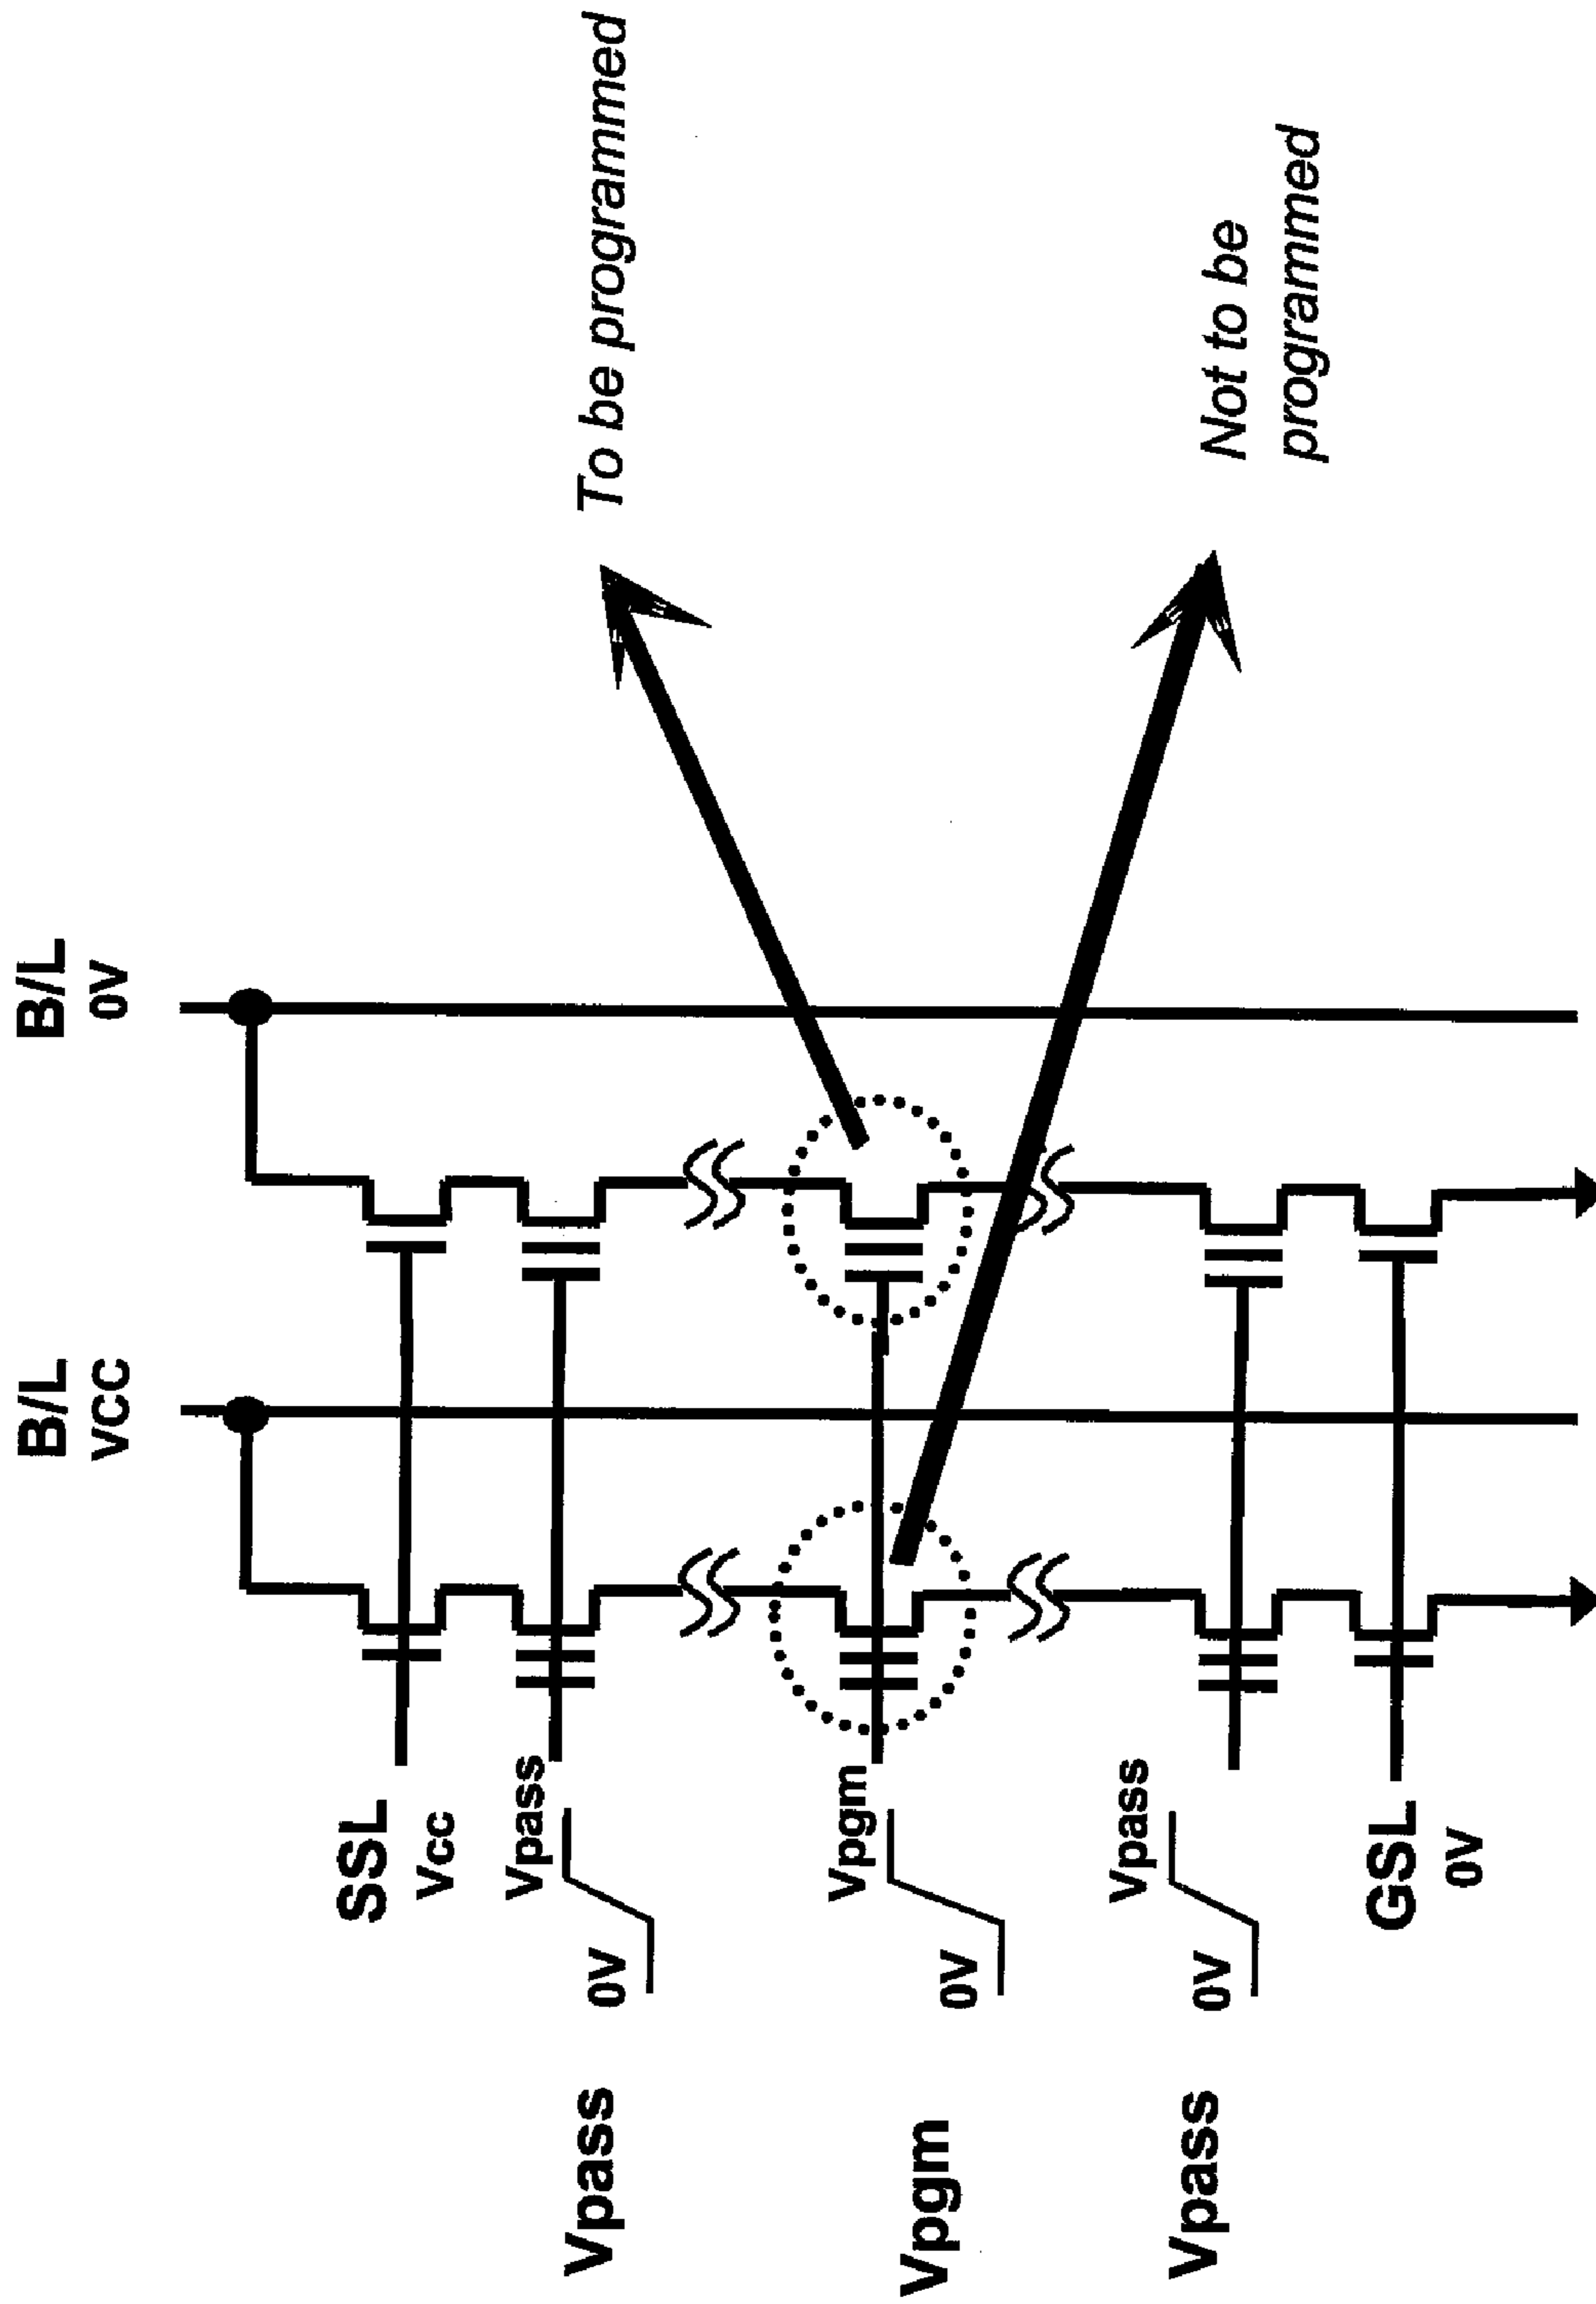 B/L
VCC
B/L
0V
SSL
Vcc
Vpass
0V
Vpass
Vpgm
0V
Vpgm
Vpass
0V
Vpass
GSL
0V
To be programmed
Not to be
programmed